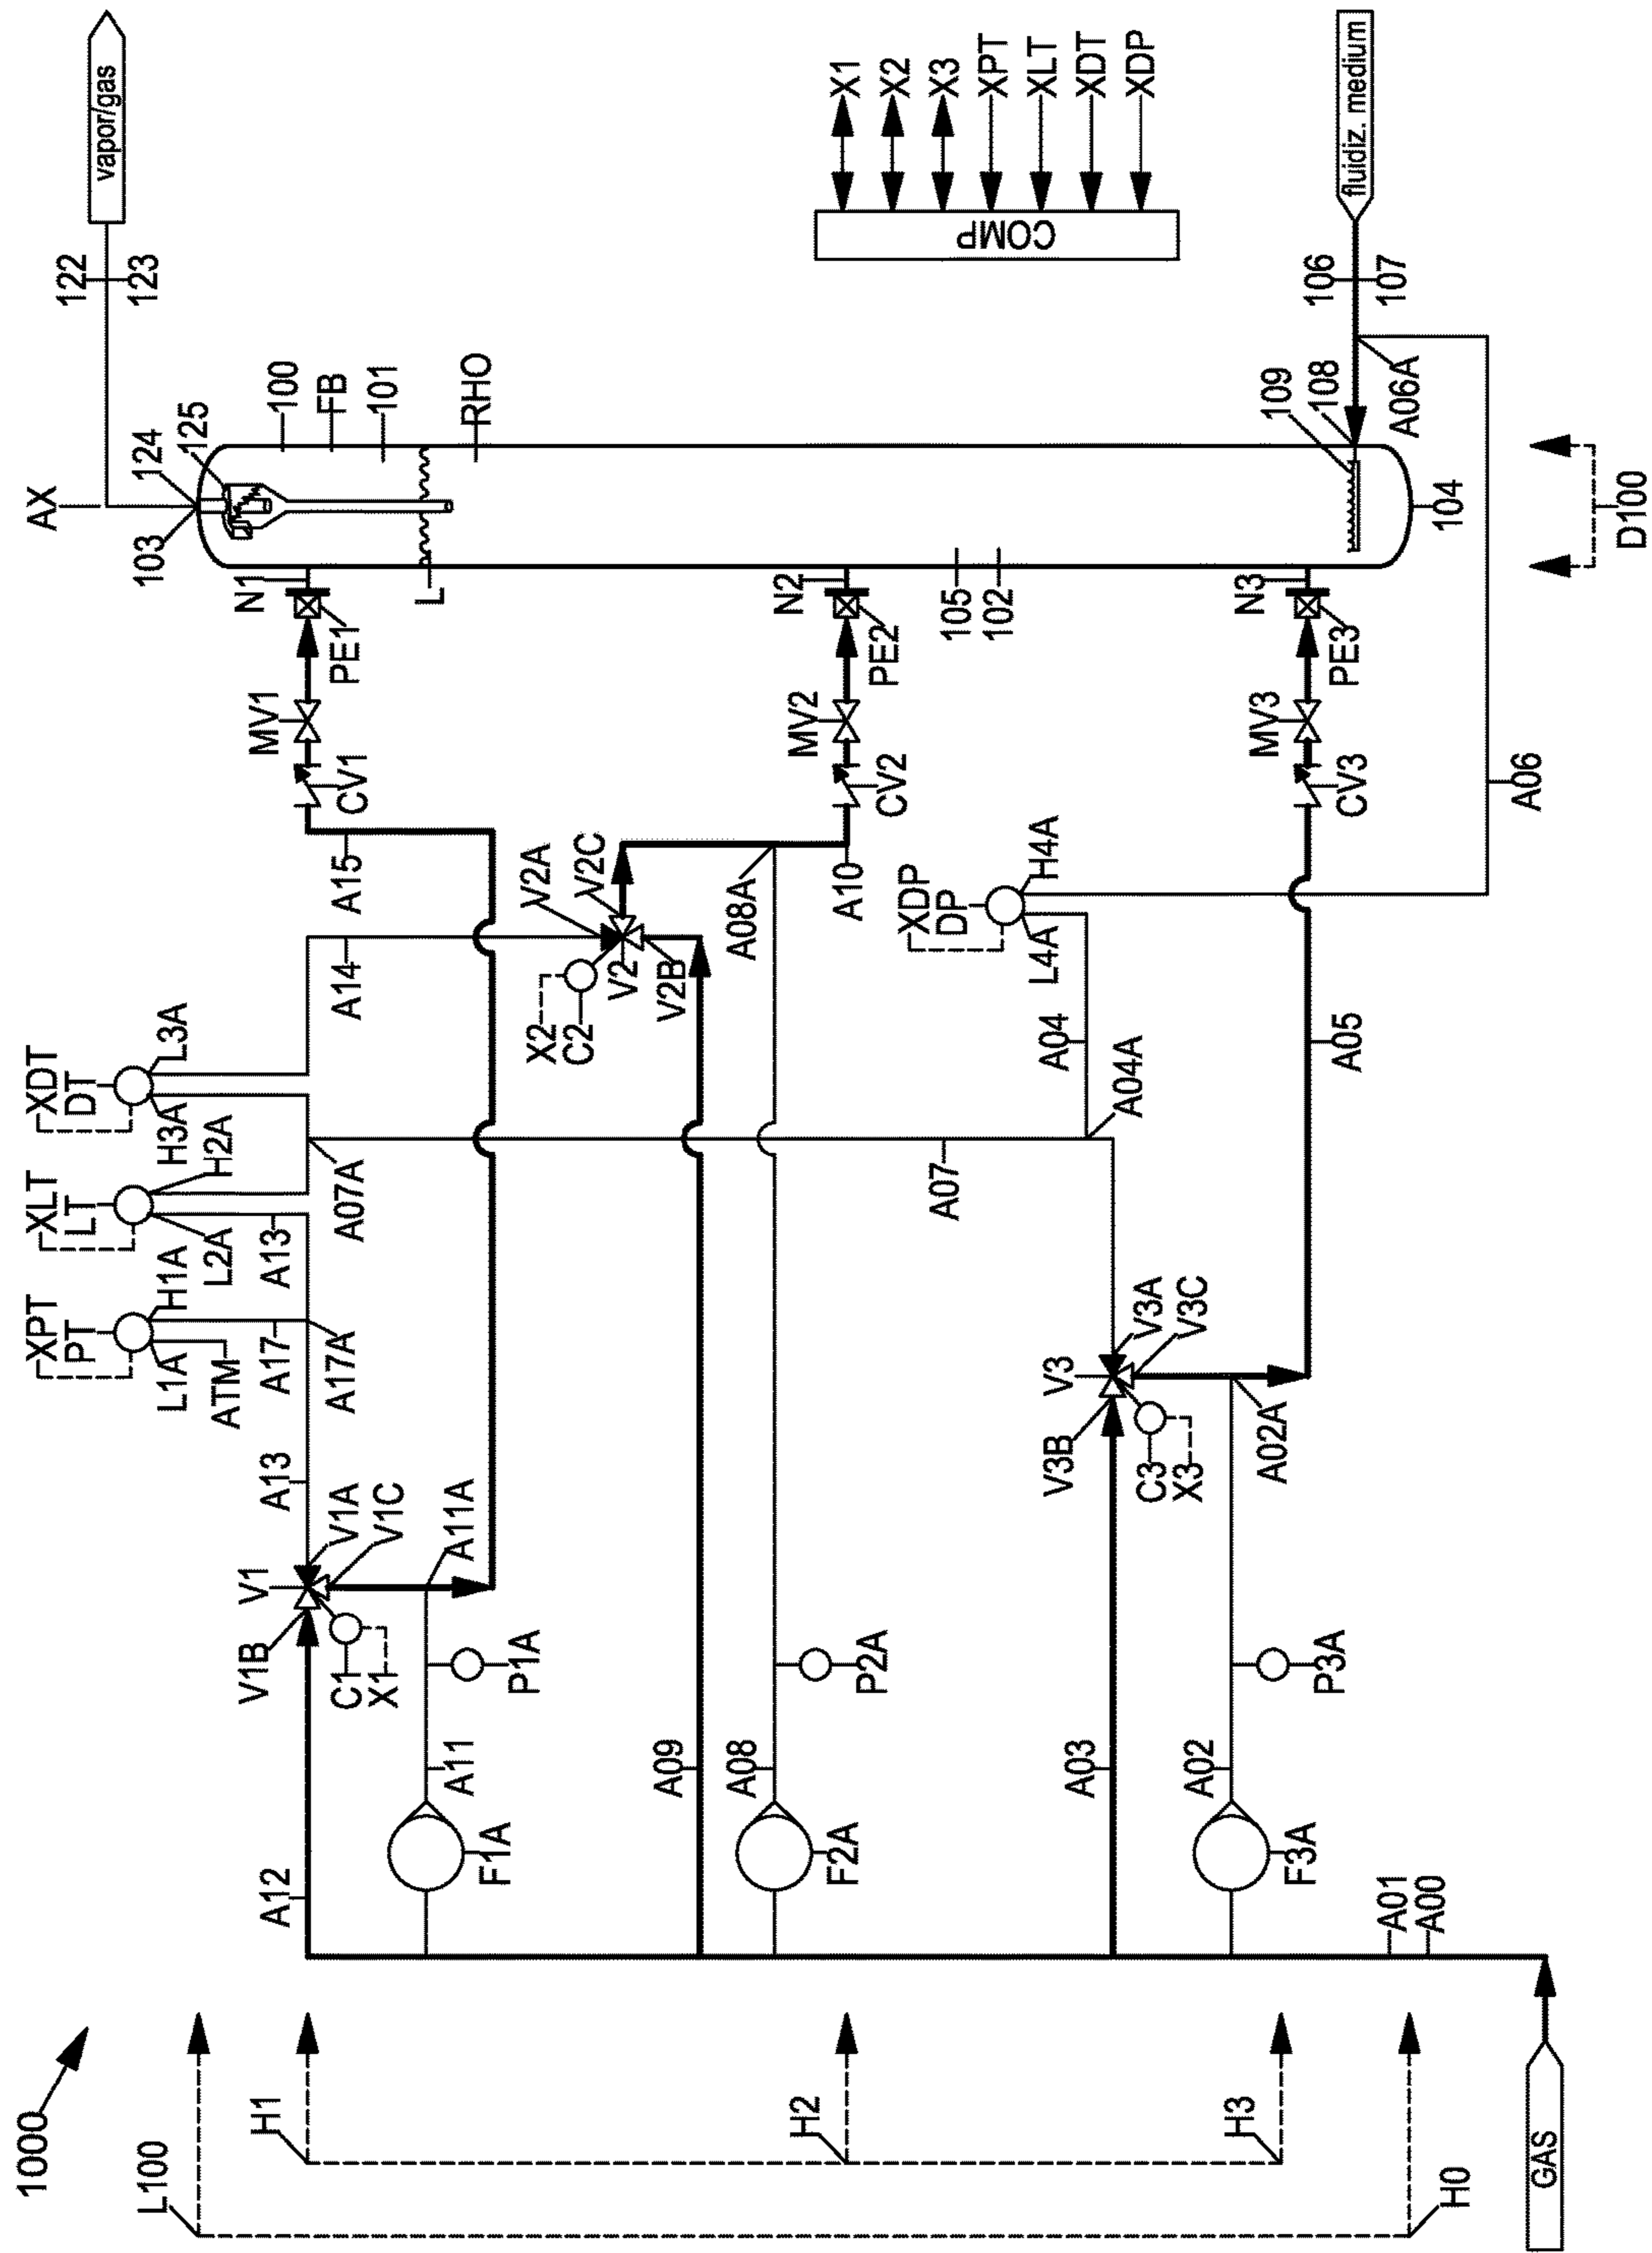 1000
L100
H1
H2
H3
H0
GAS
A12
F1A
A11
P1A
A11A
V1B
V1
V1A
V1C
C1
X1
A13
A17A
A17
ATM
L1A
H1A
PT
XPT
A13
L2A
H2A
LT
XLT
A07A
H3A
L3A
DT
XDT
A14
A15
CV1
MV1
PE1
N1
A09
F2A
A08
P2A
X2
C2
V2
V2B
V2A
V2C
A08A
A10
CV2
MV2
PE2
N2
A07
A04A
A04
L4A
H4A
DP
XDP
A03
F3A
A02
P3A
V3B
V3
V3A
V3C
C3
X3
A02A
A05
CV3
MV3
PE3
N3
A01
A00
A06
A06A
AX
103
124
125
100
FB
101
L
RHO
105
102
109
108
104
D100
122
123
vapor/gas
106
107
fluidiz. medium
COMP
X1
X2
X3
XPT
XLT
XDT
XDP